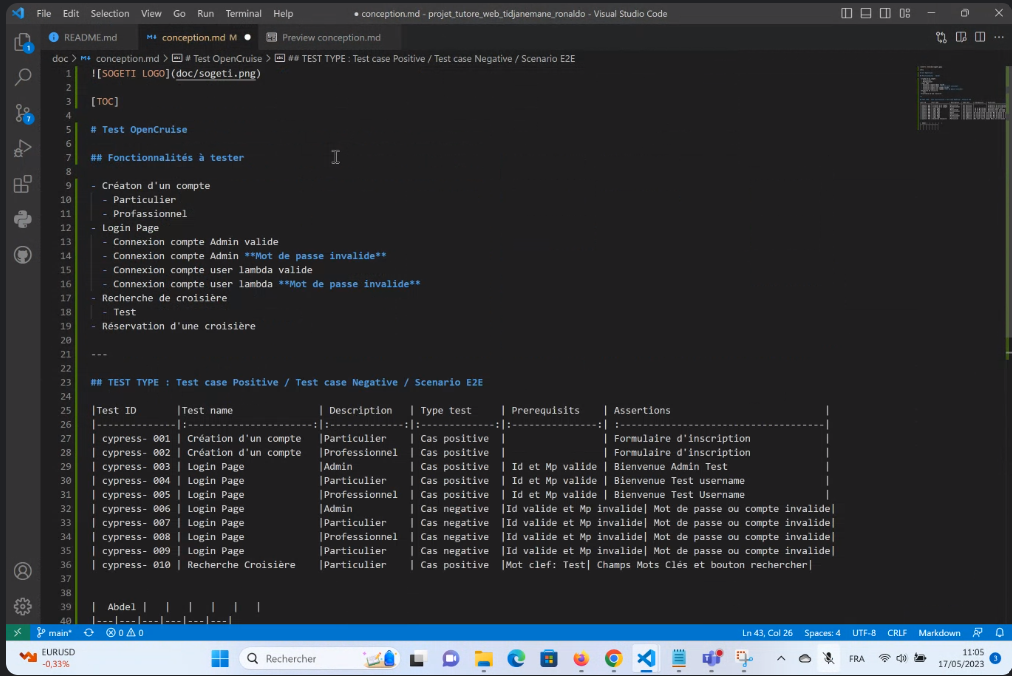 File Edit Selection View Go Run Terminal Help
● conception.md - projet_tutore_web_tidjanemane_ronaldo - Visual Studio Code
README.md
conception.md M
Preview conception.md
doc > conception.md > # Test OpenCruise > ## TEST TYPE : Test case Positive / Test case Negative / Scenario E2E
1 ![SOGETI LOGO](doc/sogeti.png)
2
3 [TOC]
4
5 # Test OpenCruise
6
7 ## Fonctionnalités à tester
8
9 - Créaton d'un compte
10 - Particulier
11 - Profassionnel
12 - Login Page
13 - Connexion compte Admin valide
14 - Connexion compte Admin **Mot de passe invalide**
15 - Connexion compte user lambda valide
16 - Connexion compte user lambda **Mot de passe invalide**
17 - Recherche de croisière
18 - Test
19 - Réservation d'une croisière
20
21 ---
22
23 ## TEST TYPE : Test case Positive / Test case Negative / Scenario E2E
24
25 |Test ID |Test name | Description | Type test | Prerequisits | Assertions |
26 |--------------|:----------------------:|:-------------:|:------------:|:---------------:| :-------------------------------------|
27 | cypress- 001 | Création d'un compte |Particulier | Cas positive | | Formulaire d'inscription |
28 | cypress- 002 | Création d'un compte |Professionnel | Cas positive | | Formulaire d'inscription |
29 | cypress- 003 | Login Page |Admin | Cas positive | Id et Mp valide | Bienvenue Admin Test |
30 | cypress- 004 | Login Page |Particulier | Cas positive | Id et Mp valide | Bienvenue Test username |
31 | cypress- 005 | Login Page |Professionnel | Cas positive | Id et Mp valide | Bienvenue Test Username |
32 | cypress- 006 | Login Page |Admin | Cas negative |Id valide et Mp invalide| Mot de passe ou compte invalide|
33 | cypress- 007 | Login Page |Particulier | Cas negative |Id valide et Mp invalide| Mot de passe ou compte invalide|
34 | cypress- 008 | Login Page |Professionnel | Cas negative |Id valide et Mp invalide| Mot de passe ou compte invalide|
35 | cypress- 009 | Login Page |Particulier | Cas negative |Id valide et Mp invalide| Mot de passe ou compte invalide|
36 | cypress- 010 | Recherche Croisière |Particulier | Cas positive |Mot clef: Test| Champs Mots Clés et bouton rechercher|
37
38
39 | Abdel | | | | | |
40 |---|---|---|---|---|---|
main* 0 0 Ln 43, Col 26 Spaces: 4 UTF-8 CRLF Markdown
EURUSD
-0,33%
Rechercher
FRA
11:05
17/05/2023
3